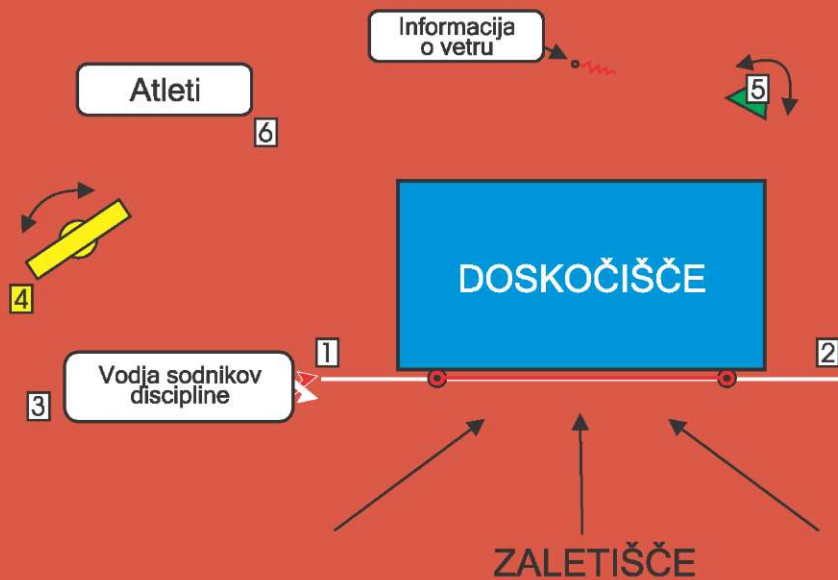 Informacija
o vetru
Atleti
5
6
4
DOSKOČIŠČE
1
2
Vodja sodnikov
discipline
3
ZALETIŠČE